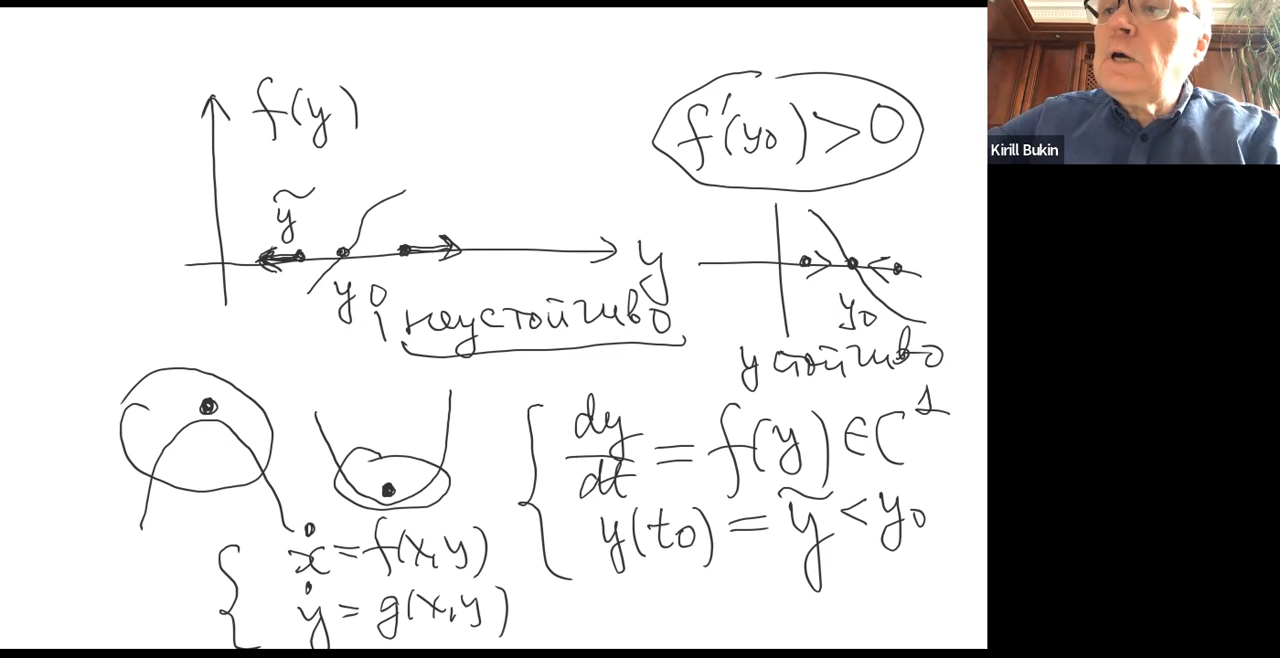 f(y)
f'(y₀) > 0
ỹ
y₀
y
неустойчиво
y₀
устойчиво
dy/dt = f(y) ∈ C¹
y(t₀) = ỹ < y₀
ẋ = f(x,y)
ẏ = g(x,y)
Kirill Bukin